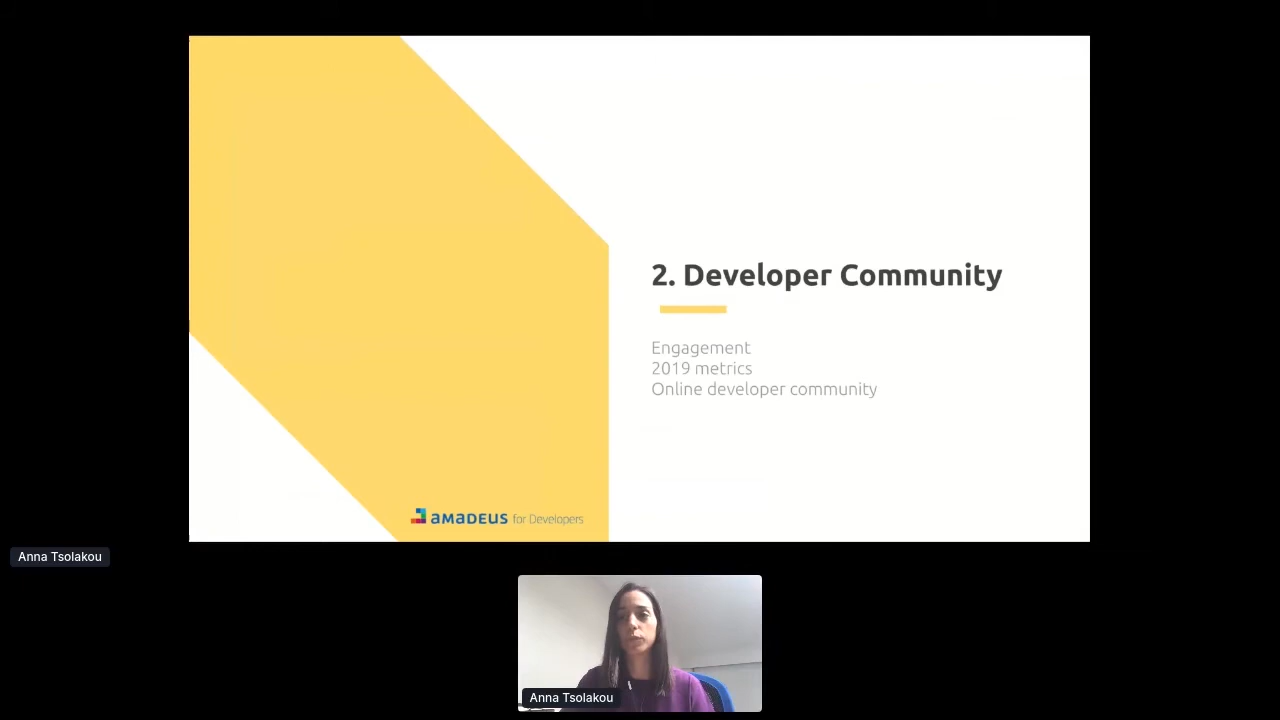 2. Developer Community
Engagement
2019 metrics
Online developer community
amadeus for Developers
Anna Tsolakou
Anna Tsolakou